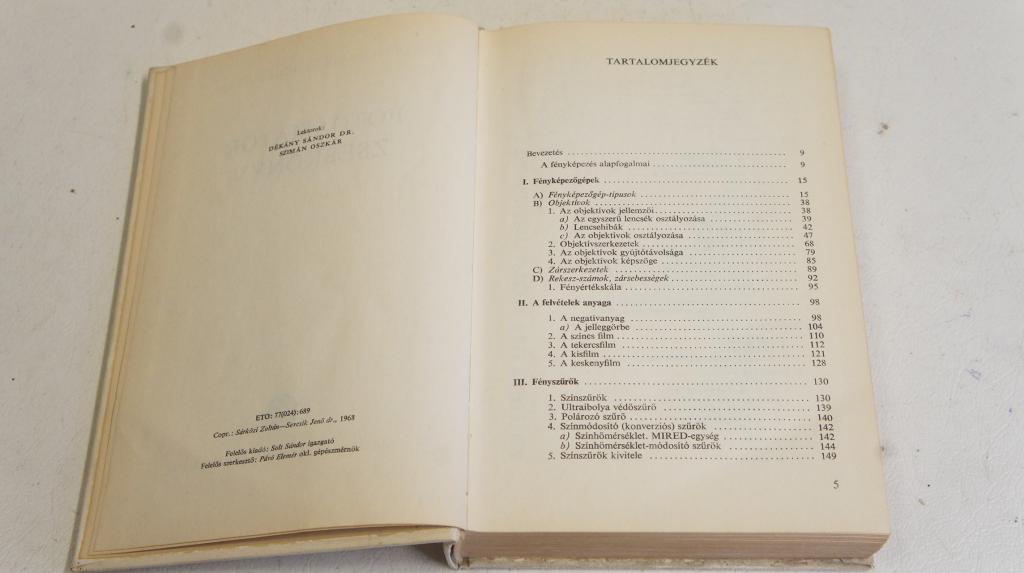 Lektorok:
DÉKÁNY SÁNDOR DR.
SZIMÁN OSZKÁR
ETO: 77(024):689
Copr.: Sárközi Zoltán—Sercsik Jenő dr., 1968
Felelős kiadó: Solt Sándor igazgató
Felelős szerkesztő: Pávó Elemér okl. gépészmérnök
TARTALOMJEGYZÉK
Bevezetés 9
A fényképezés alapfogalmai 9
I. Fényképezőgépek 15
A) Fényképezőgép-típusok 15
B) Objektívok 38
1. Az objektívok jellemzői 38
a) Az egyszerű lencsék osztályozása 39
b) Lencsehibák 42
c) Az objektívok osztályozása 47
2. Objektívszerkezetek 68
3. Az objektívok gyújtótávolsága 79
4. Az objektívok képszöge 85
C) Zárszerkezetek 89
D) Rekesz-számok, zársebességek 92
1. Fényértékskála 95
II. A felvételek anyaga 98
1. A negatívanyag 98
a) A jelleggörbe 104
2. A színes film 110
3. A tekercsfilm 112
4. A kisfilm 121
5. A keskenyfilm 128
III. Fényszűrők 130
1. Színszűrők 130
2. Ultraibolya védőszűrő 139
3. Polározó szűrő 140
4. Színmódosító (konverziós) szűrők 142
a) Színhőmérséklet. MIRED-egység 142
b) Színhőmérséklet-módosító szűrők 144
5. Színszűrők kivitele 149
5